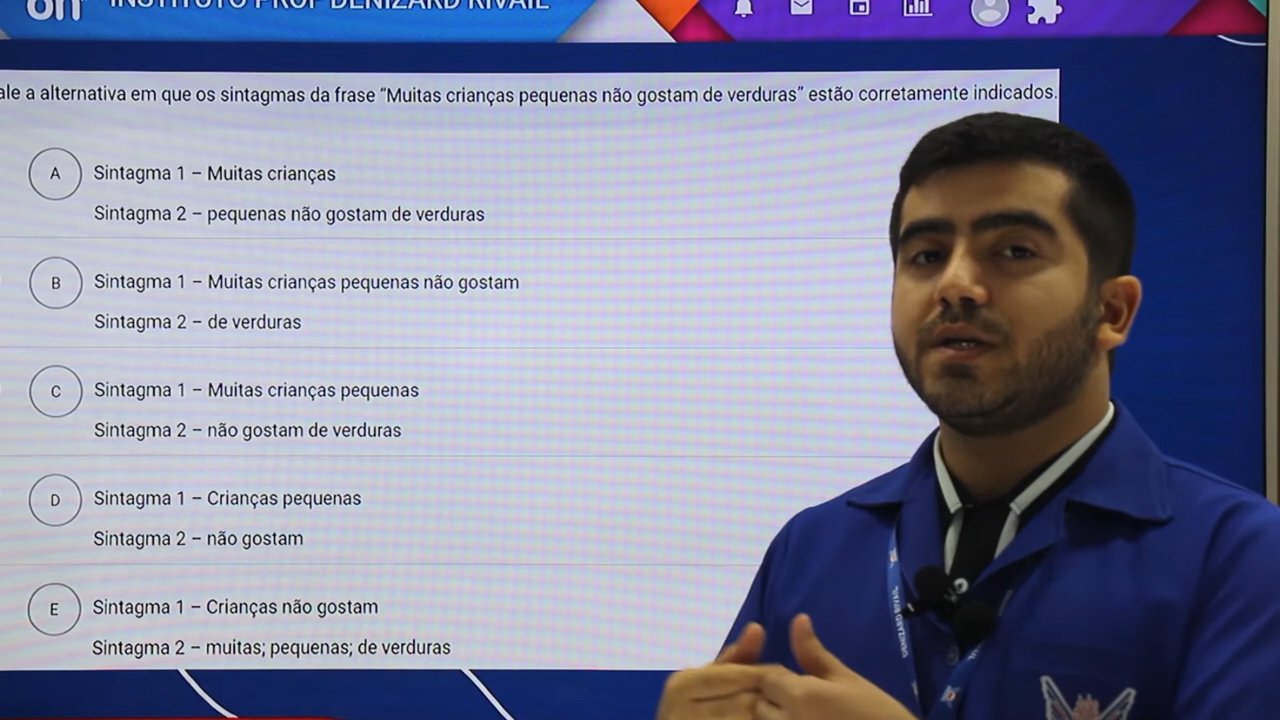 on
INSTITUTO PROF DENIZARD RIVAIL
ale a alternativa em que os sintagmas da frase “Muitas crianças pequenas não gostam de verduras” estão corretamente indicados.
A Sintagma 1 – Muitas crianças
Sintagma 2 – pequenas não gostam de verduras
B Sintagma 1 – Muitas crianças pequenas não gostam
Sintagma 2 – de verduras
C Sintagma 1 – Muitas crianças pequenas
Sintagma 2 – não gostam de verduras
D Sintagma 1 – Crianças pequenas
Sintagma 2 – não gostam
E Sintagma 1 – Crianças não gostam
Sintagma 2 – muitas; pequenas; de verduras